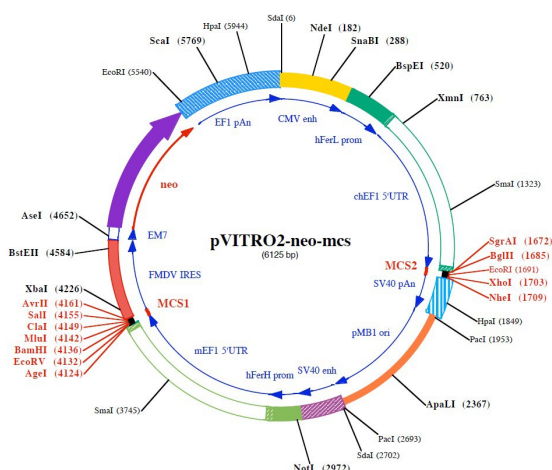 SdaI (6)
HpaI (5944)
NdeI (182)
ScaI (5769)
SnaBI (288)
EcoRI (5540)
BspEI (520)
XmnI (763)
EF1 pAn
CMV enh
hFerL prom
neo
chEF1 5'UTR
SmaI (1323)
AseI (4652)
EM7
pVITRO2-neo-mcs
(6125 bp)
BstEII (4584)
FMDV IRES
MCS2
SgrAI (1672)
BglII (1685)
EcoRI (1691)
XhoI (1703)
NheI (1709)
SV40 pAn
XbaI (4226)
AvrII (4161)
SalI (4155)
ClaI (4149)
MluI (4142)
BamHI (4136)
EcoRV (4132)
AgeI (4124)
MCS1
HpaI (1849)
PacI (1953)
pMB1 ori
mEF1 5'UTR
SV40 enh
hFerH prom
ApaLI (2367)
SmaI (3745)
PacI (2693)
SdaI (2702)
NotI (2972)